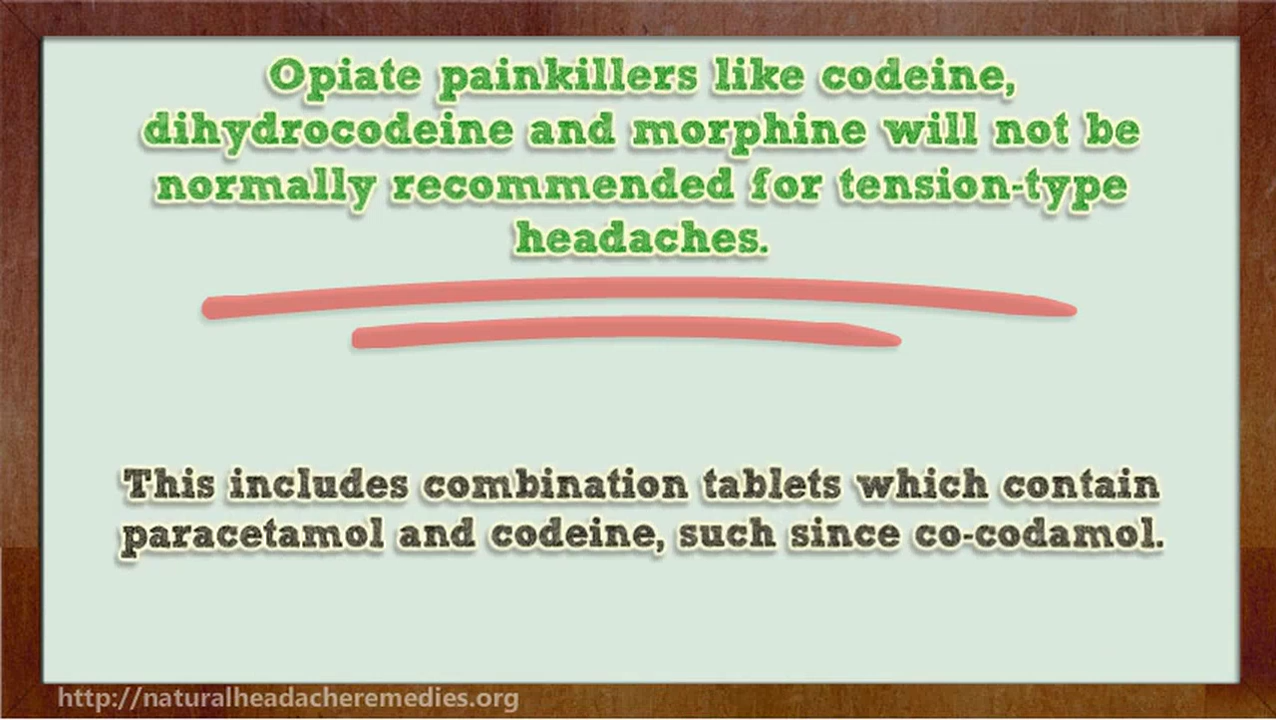 Opiate painkillers like codeine,
dihydrocodeine and morphine will not be
normally recommended for tension-type
headaches.
This includes combination tablets which contain
paracetamol and codeine, such since co-codamol.
http://naturalheadacheremedies.org